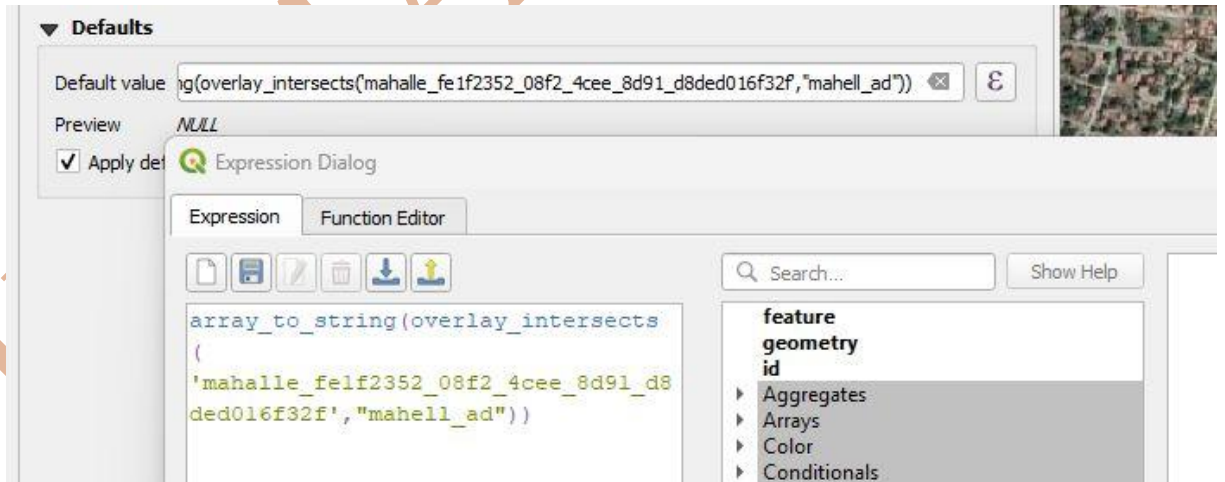 Defaults
Default value ng(overlay_intersects('mahalle_fe1f2352_08f2_4cee_8d91_d8ded016f32f',"mahell_ad")) ε
Preview NULL
Apply def
Expression Dialog
Expression Function Editor
Search... Show Help
array_to_string(overlay_intersects
(
'mahalle_fe1f2352_08f2_4cee_8d91_d8
ded016f32f',"mahell_ad"))
feature
geometry
id
Aggregates
Arrays
Color
Conditionals